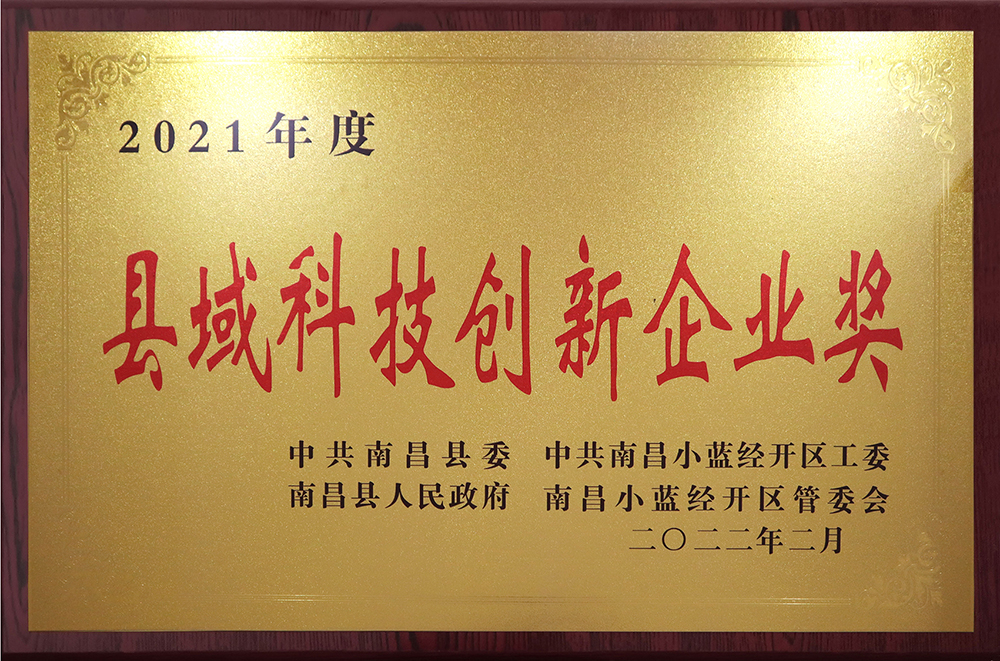 2021年度
县域科技创新企业奖
中共南昌县委 中共南昌小蓝经开区工委
南昌县人民政府 南昌小蓝经开区管委会
二〇二二年二月